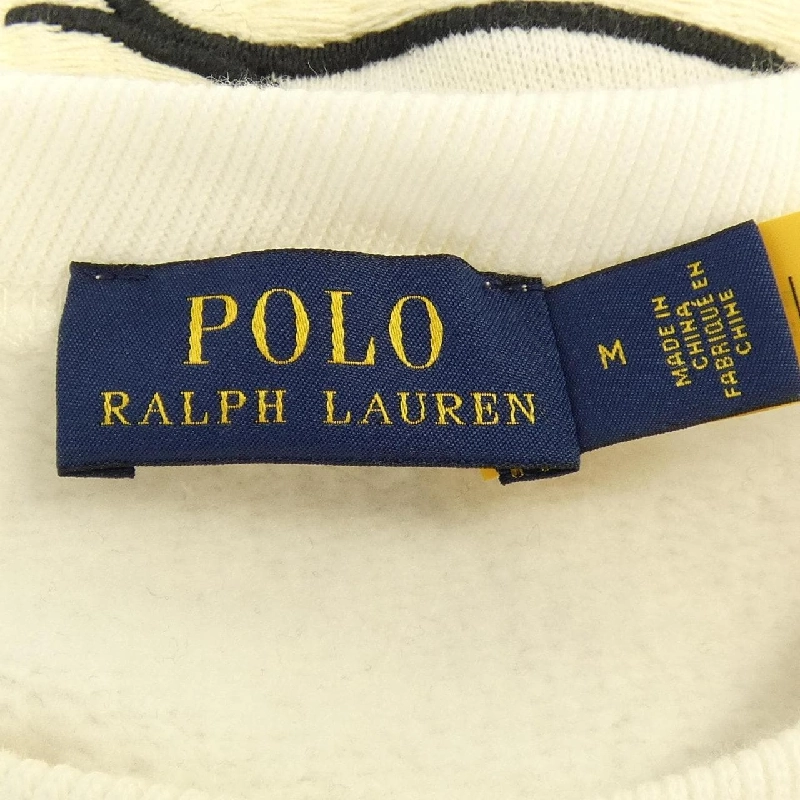 POLO
RALPH LAUREN
M
MADE IN
CHINA
FABRIQUÉ EN
CHINE